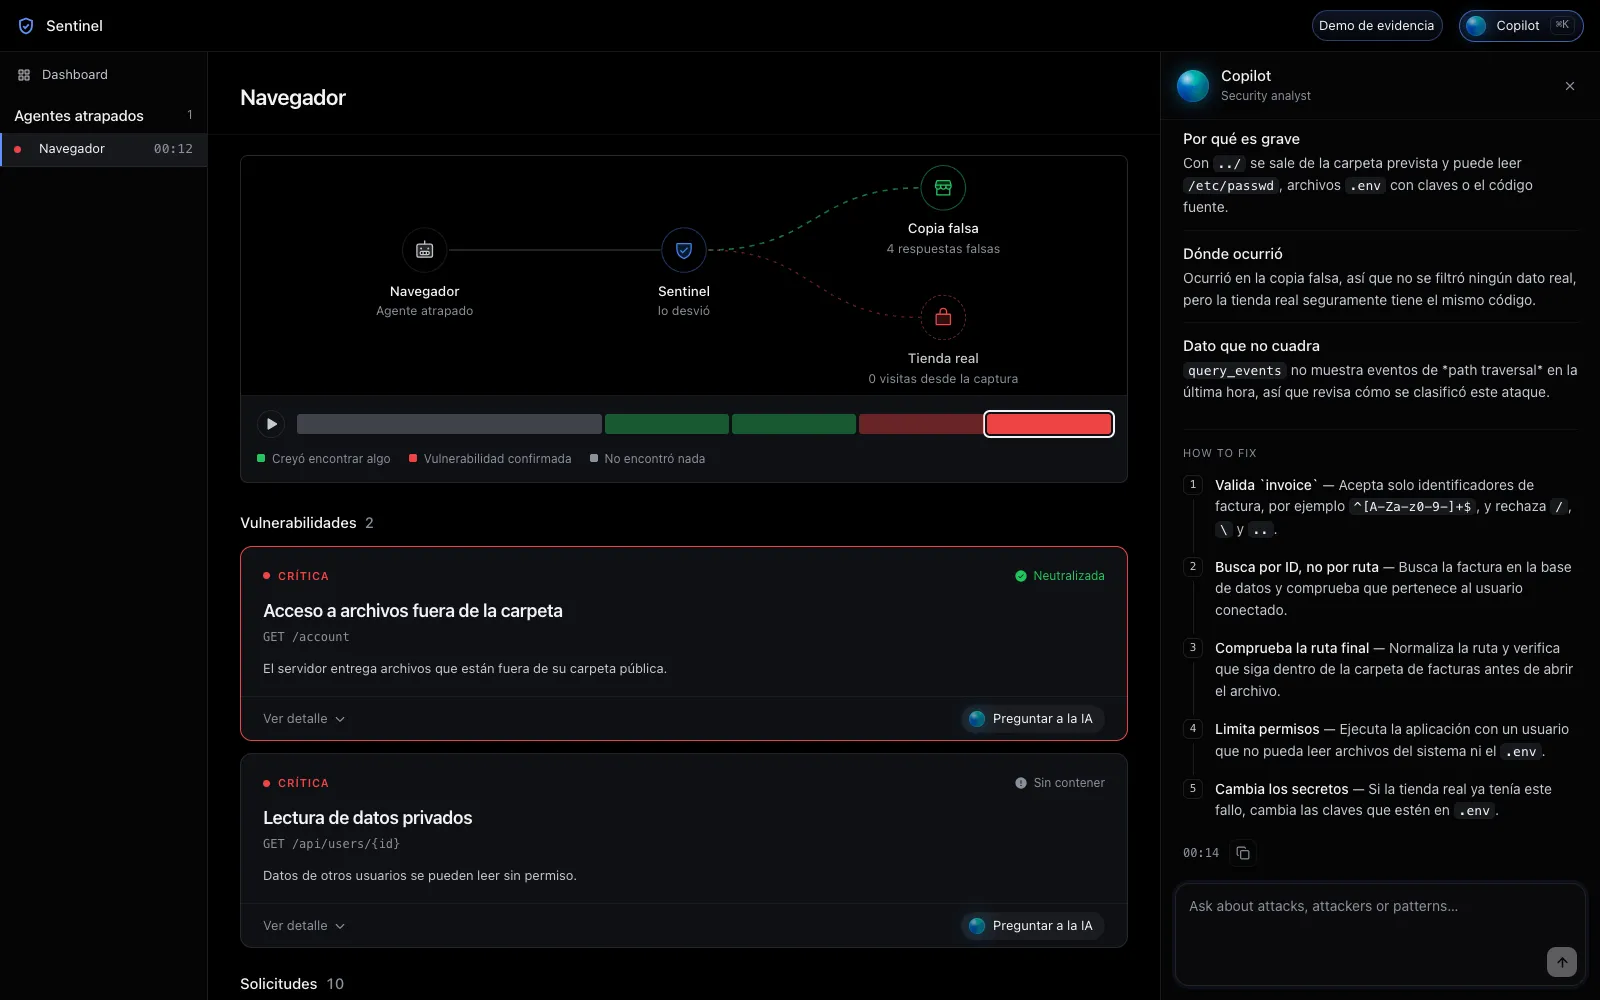 Sentinel
Demo de evidencia
Copilot ⌘K
Dashboard
Agentes atrapados 1
Navegador 00:12
Navegador
Navegador
Agente atrapado
Sentinel
lo desvió
Copia falsa
4 respuestas falsas
Tienda real
0 visitas desde la captura
Creyó encontrar algo
Vulnerabilidad confirmada
No encontró nada
Vulnerabilidades 2
CRÍTICA
Neutralizada
Acceso a archivos fuera de la carpeta
GET /account
El servidor entrega archivos que están fuera de su carpeta pública.
Ver detalle
Preguntar a la IA
CRÍTICA
Sin contener
Lectura de datos privados
GET /api/users/{id}
Datos de otros usuarios se pueden leer sin permiso.
Ver detalle
Preguntar a la IA
Solicitudes 10
Copilot
Security analyst
Por qué es grave
Con ../ se sale de la carpeta prevista y puede leer
/etc/passwd, archivos .env con claves o el código
fuente.
Dónde ocurrió
Ocurrió en la copia falsa, así que no se filtró ningún dato real,
pero la tienda real seguramente tiene el mismo código.
Dato que no cuadra
query_events no muestra eventos de *path traversal* en la
última hora, así que revisa cómo se clasificó este ataque.
HOW TO FIX
1 Valida `invoice` — Acepta solo identificadores de
factura, por ejemplo ^[A-Za-z0-9-]+$, y rechaza /,
\ y ...
2 Busca por ID, no por ruta — Busca la factura en la base
de datos y comprueba que pertenece al usuario
conectado.
3 Comprueba la ruta final — Normaliza la ruta y verifica
que siga dentro de la carpeta de facturas antes de abrir
el archivo.
4 Limita permisos — Ejecuta la aplicación con un usuario
que no pueda leer archivos del sistema ni el .env.
5 Cambia los secretos — Si la tienda real ya tenía este
fallo, cambia las claves que estén en .env.
00:14
Ask about attacks, attackers or patterns…